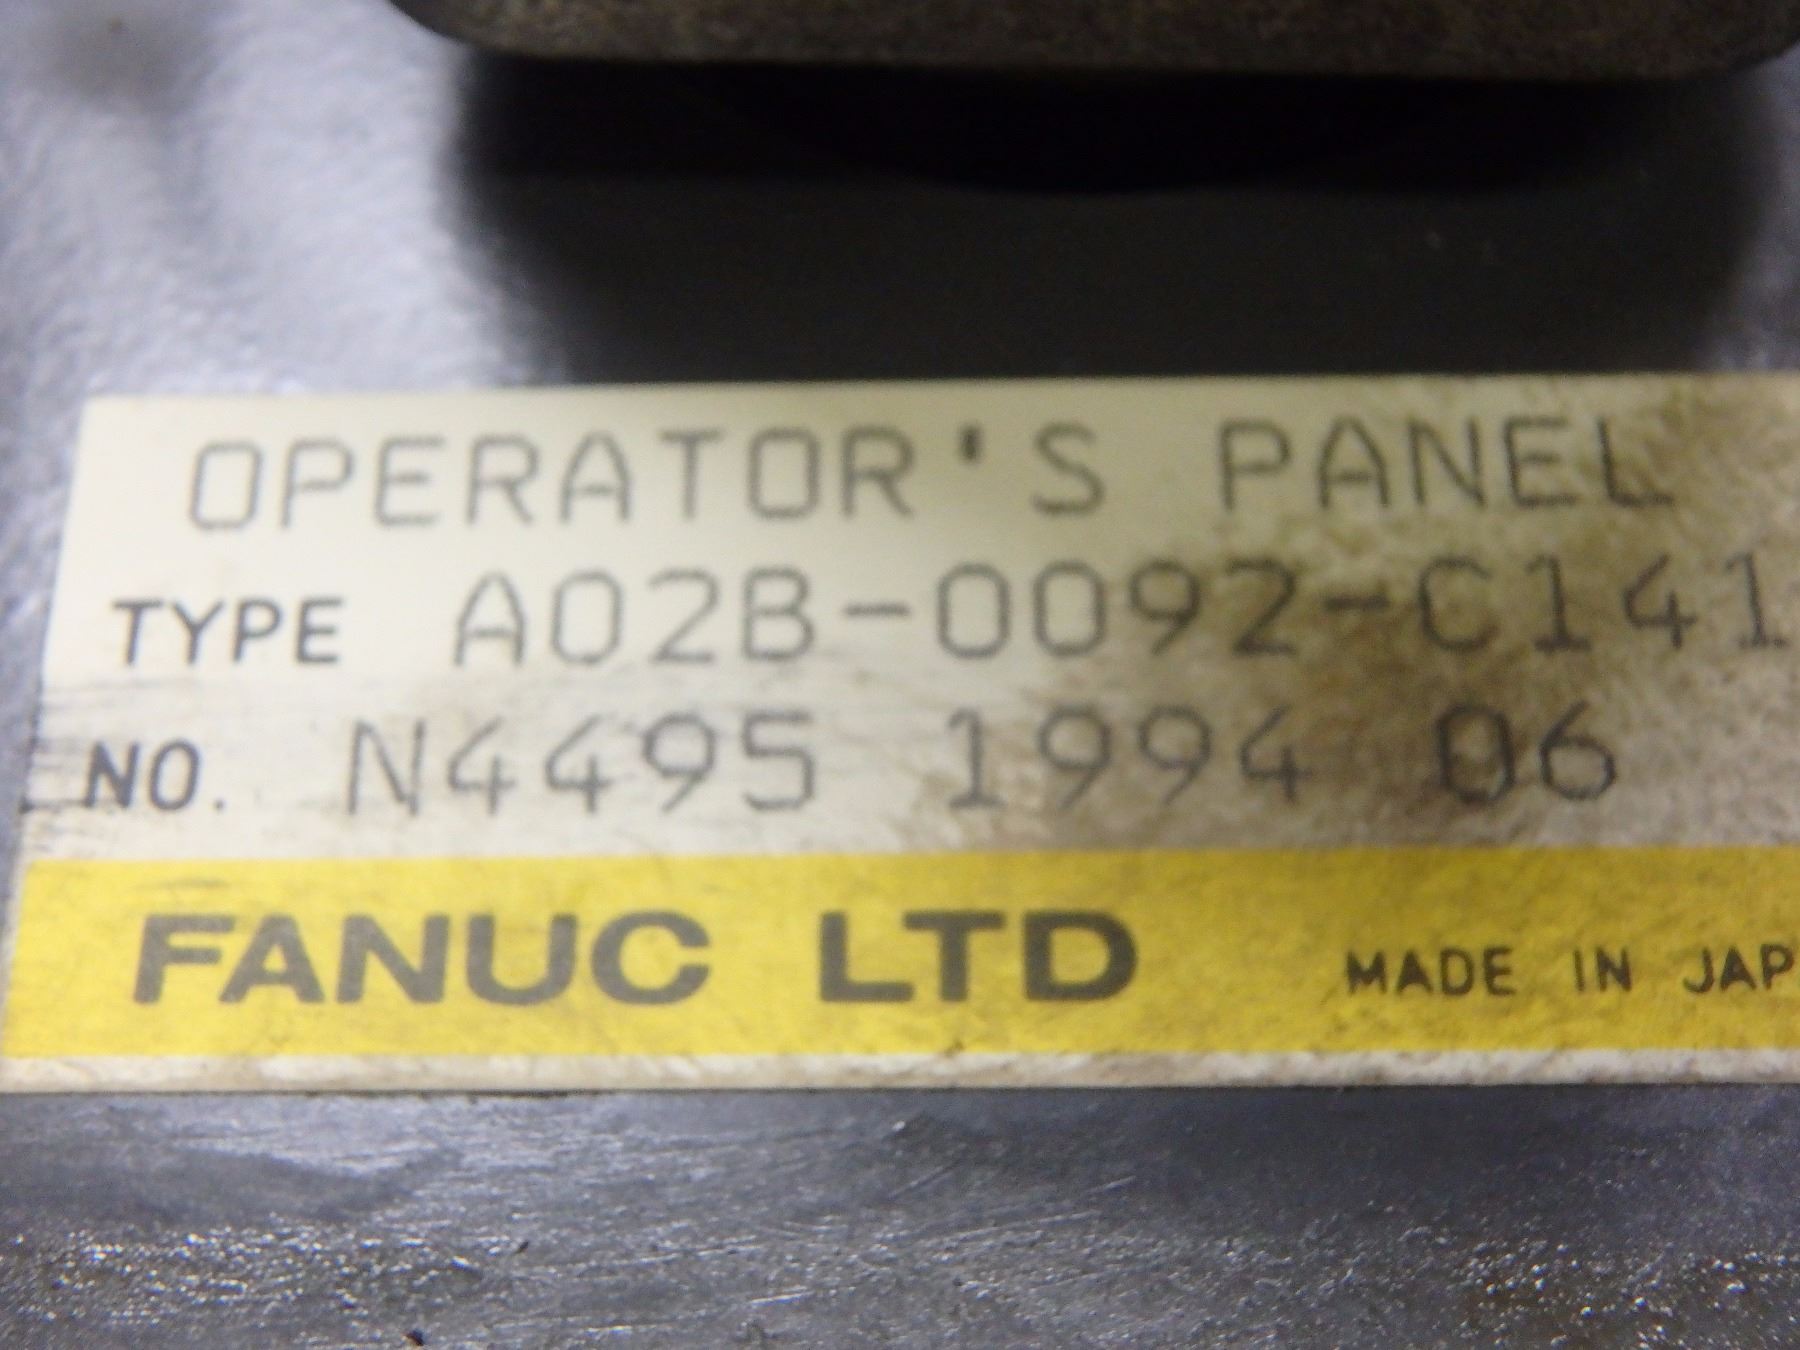 OPERATOR'S PANEL
TYPE A02B-0092-C141
NO. N4495 1994 06
FANUC LTD MADE IN JAP